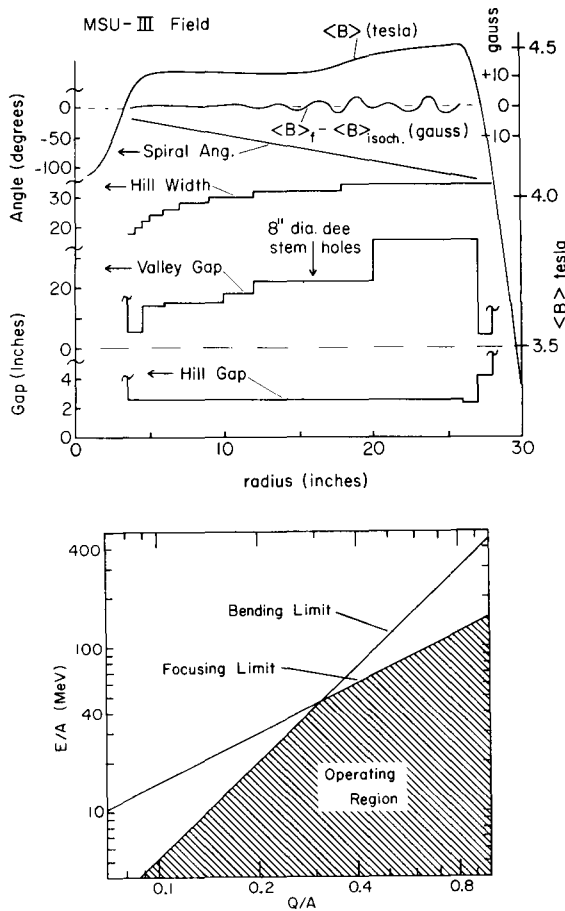 MSU-III Field
<B> (tesla)
gauss
4.5
+10
0
+10
4.0
<B> tesla
3.5
Angle (degrees)
0
-50
-100
30
20
<B>f - <B>isoch. (gauss)
Spiral Ang.
Hill Width
8" dia. dee
stem holes
Valley Gap
Hill Gap
Gap (Inches)
20
0
4
2
0
0
10
20
30
radius (inches)
E/A (MeV)
400
100
40
10
Bending Limit
Focusing Limit
Operating
Region
0.1
0.2
0.4
0.8
Q/A